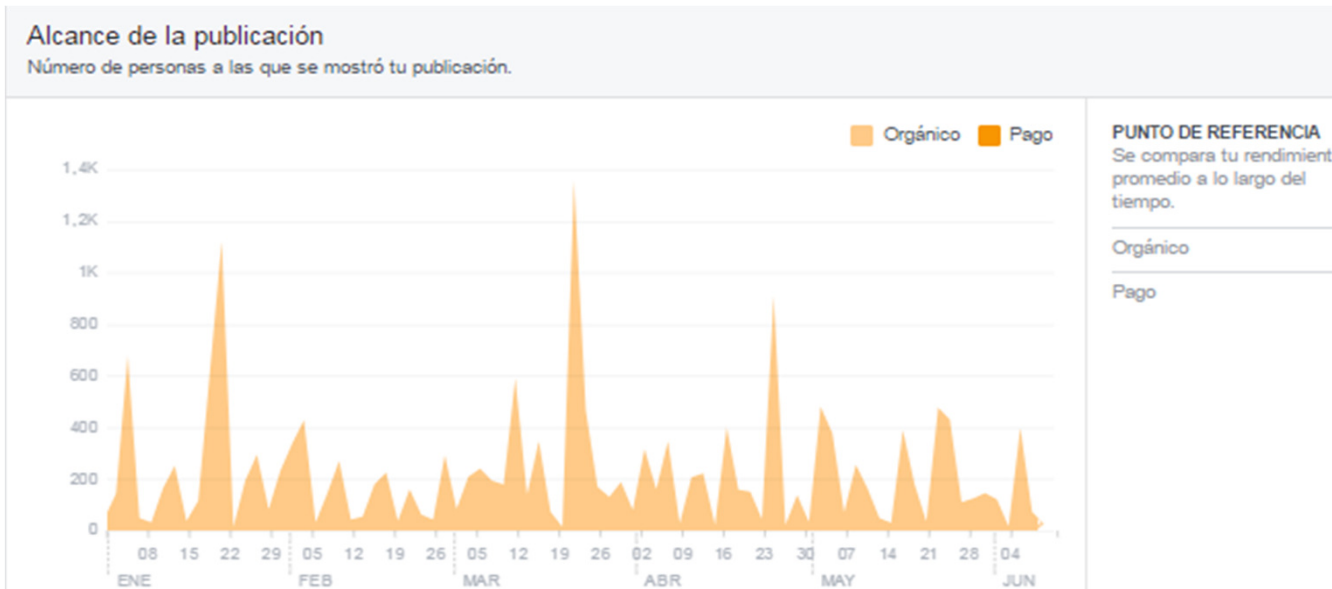 Alcance de la publicación
Número de personas a las que se mostró tu publicación.
Orgánico Pago
1,4K
1,2K
1K
800
600
400
200
0
08 15 22 29 05 12 19 26 05 12 19 26 02 09 16 23 30 07 14 21 28 04
ENE FEB MAR ABR MAY JUN
PUNTO DE REFERENCIA
Se compara tu rendimient
promedio a lo largo del
tiempo.
Orgánico
Pago